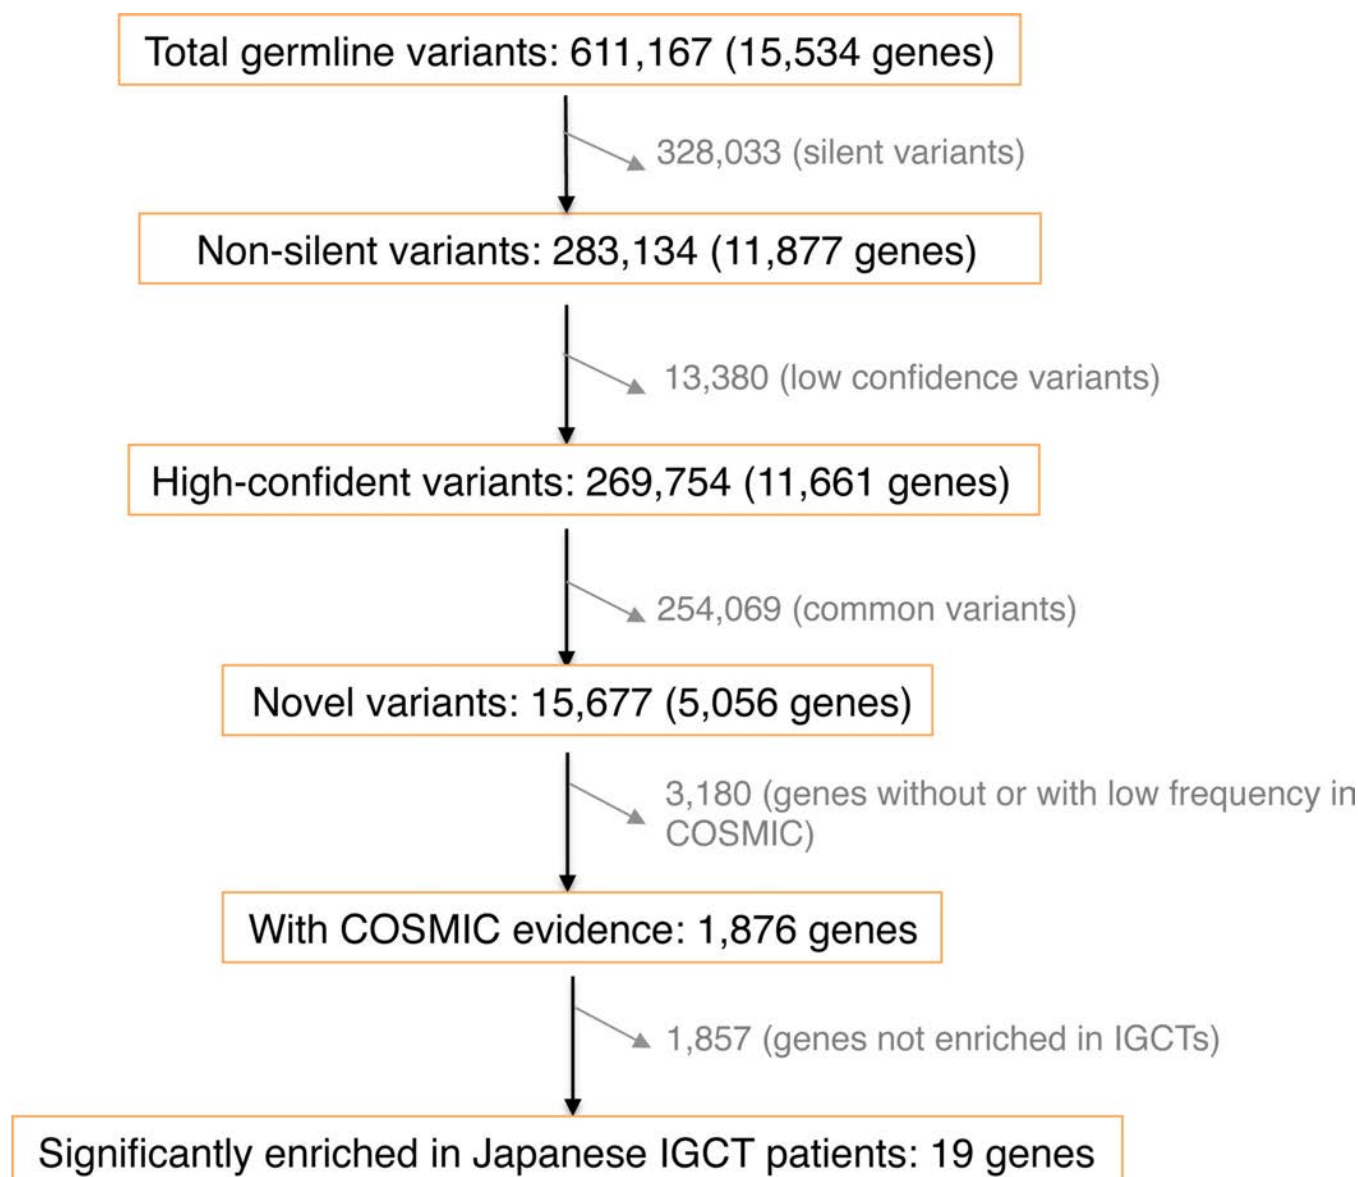 Total germline variants: 611,167 (15,534 genes)
328,033 (silent variants)
Non-silent variants: 283,134 (11,877 genes)
13,380 (low confidence variants)
High-confident variants: 269,754 (11,661 genes)
254,069 (common variants)
Novel variants: 15,677 (5,056 genes)
3,180 (genes without or with low frequency in
COSMIC)
With COSMIC evidence: 1,876 genes
1,857 (genes not enriched in IGCTs)
Significantly enriched in Japanese IGCT patients: 19 genes